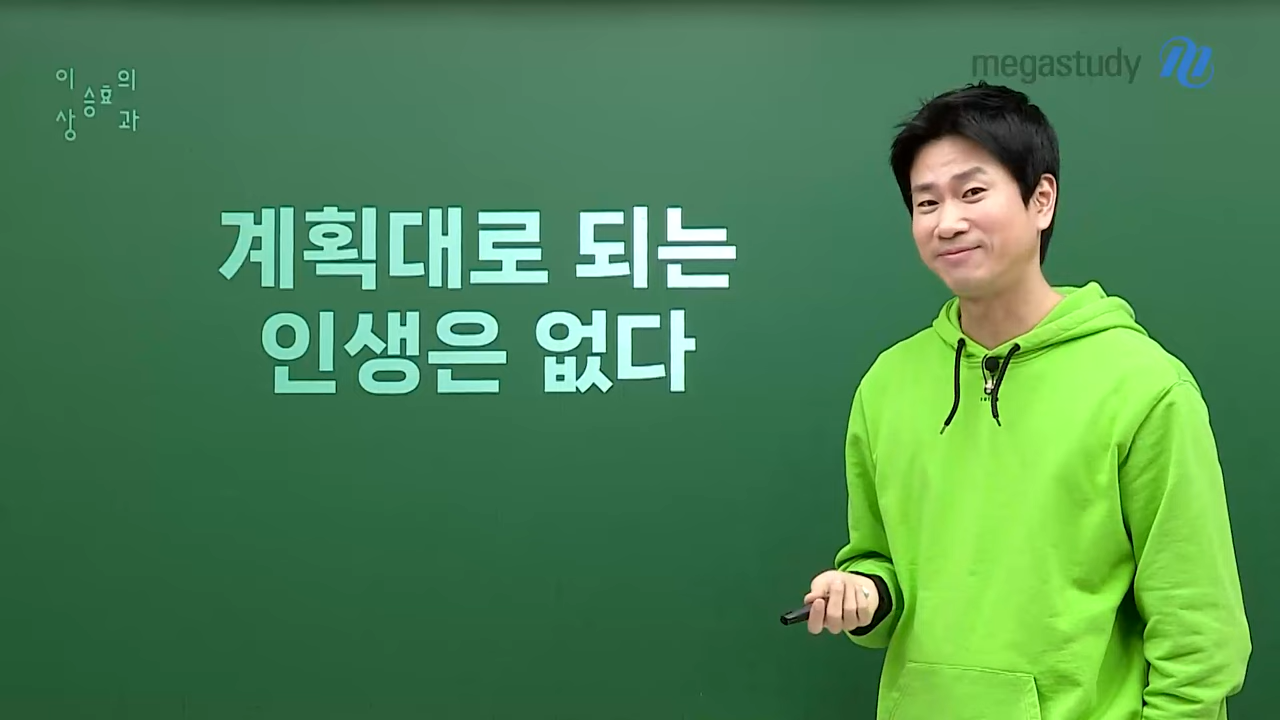 이승효의
상과
megastudy
계획대로 되는
인생은 없다